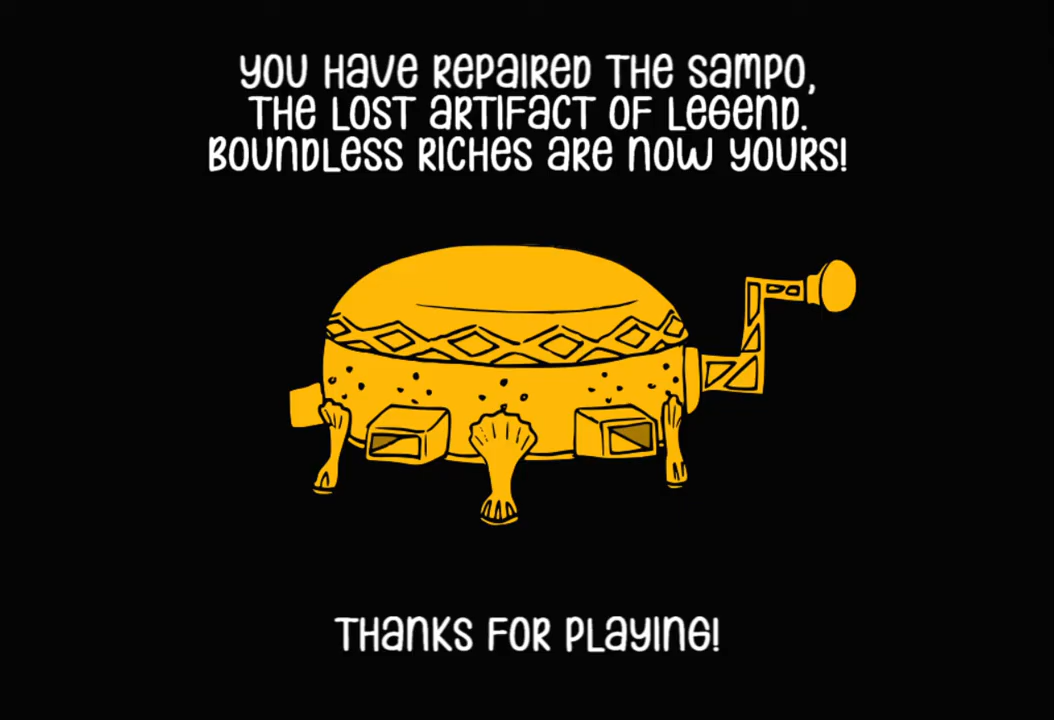 YOU HAVE REPAIRED THE SAMPO,
THE LOST ARTIFACT OF LEGEND.
BOUNDLESS RICHES ARE NOW YOURS!
THANKS FOR PLAYING!